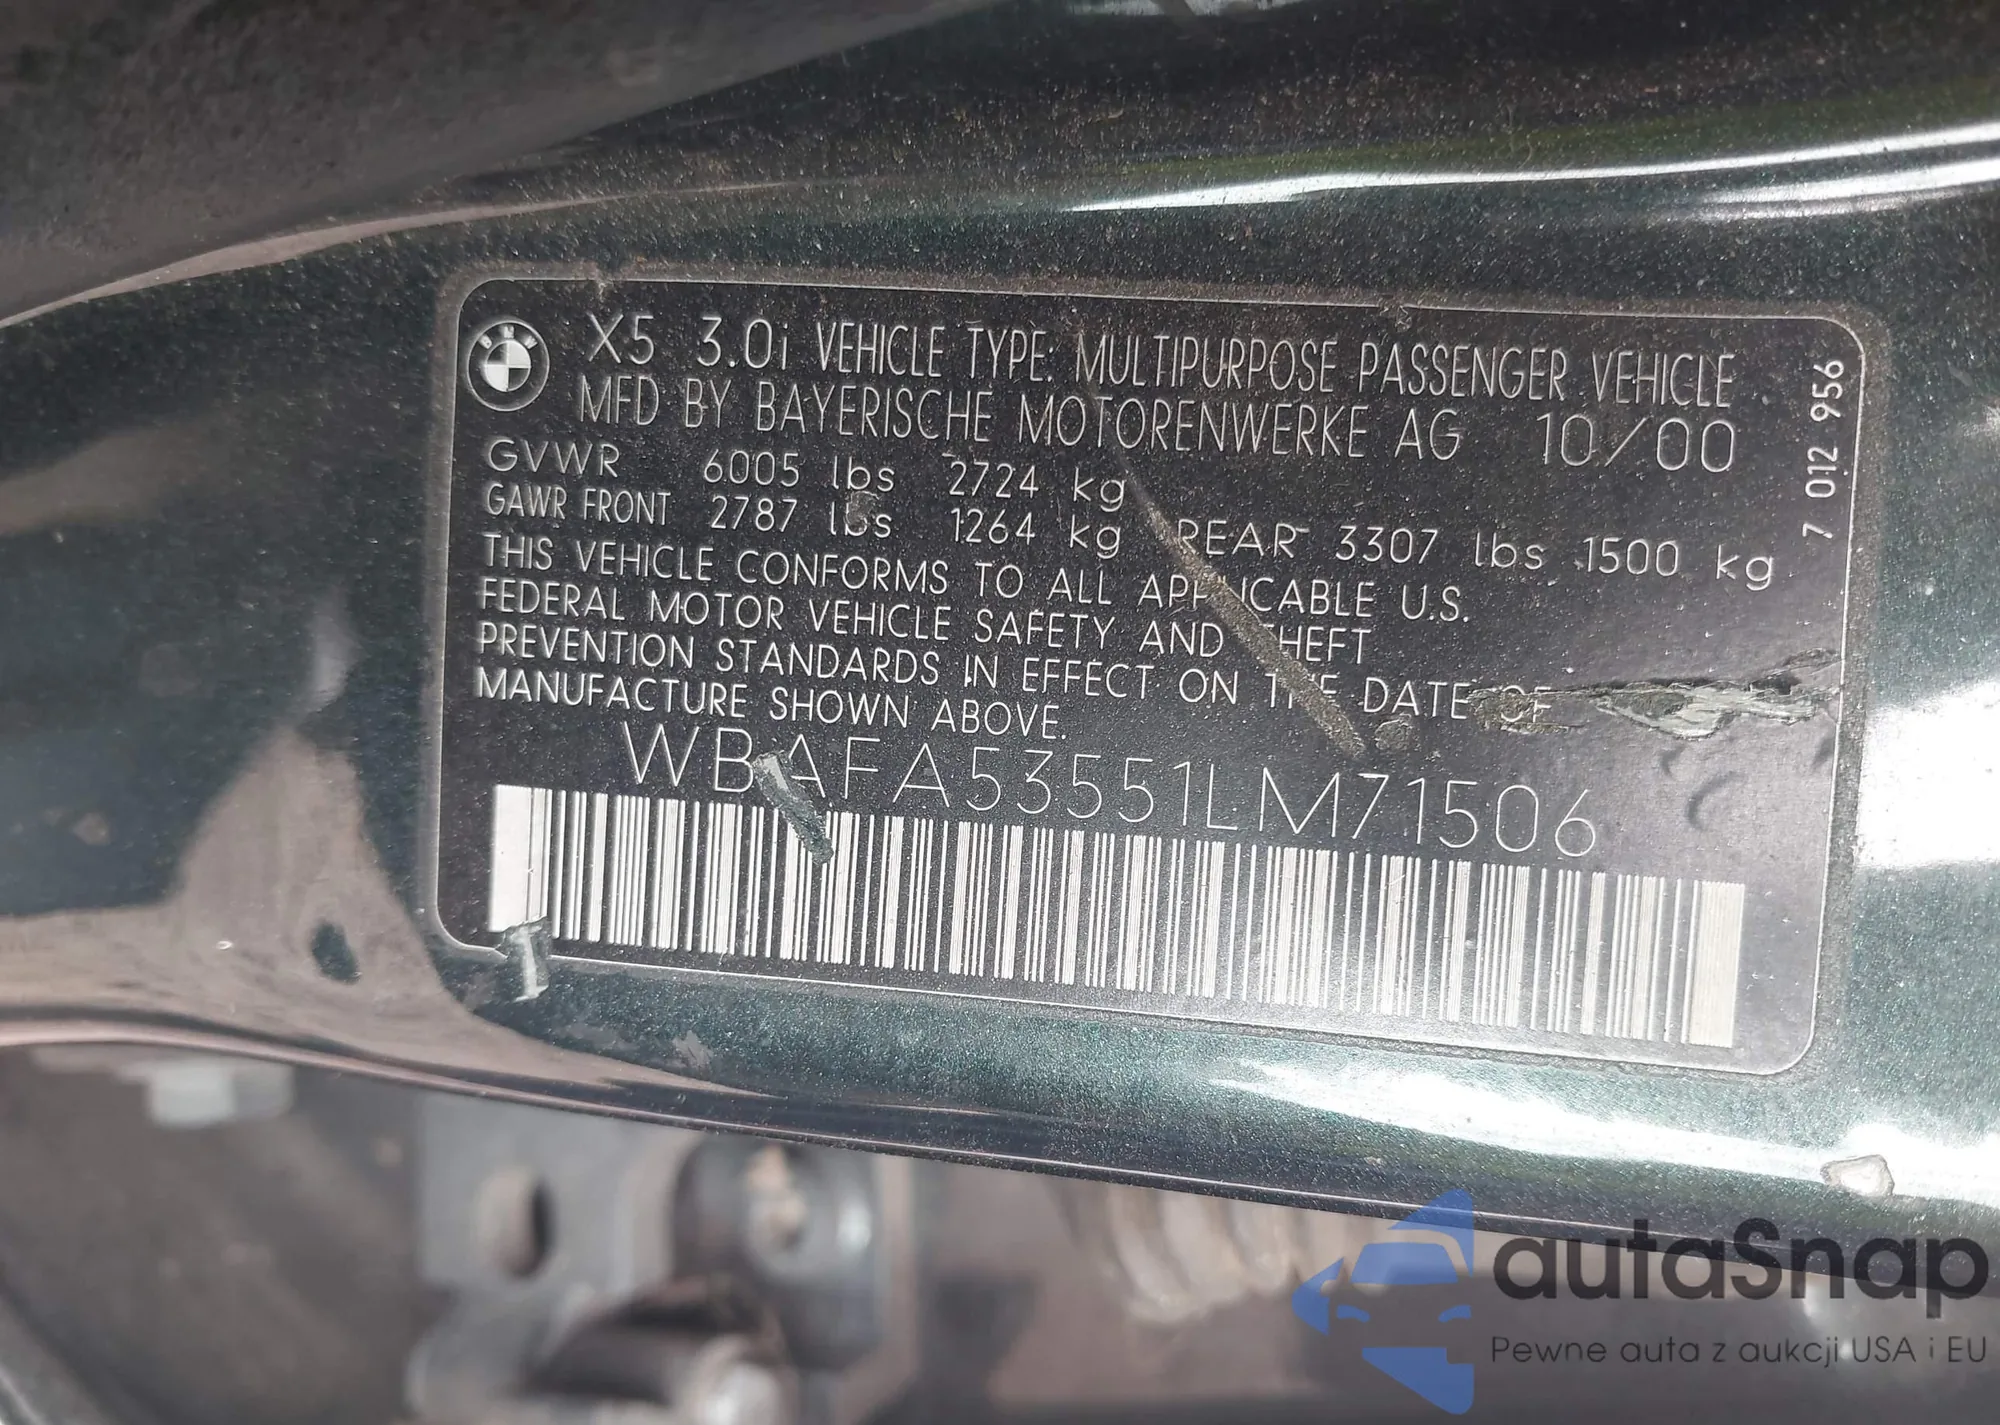 BMW
X5 3.0i VEHICLE TYPE: MULTIPURPOSE PASSENGER VEHICLE
MFD BY BAYERISCHE MOTORENWERKE AG 10/00
GVWR 6005 lbs 2724 kg
GAWR FRONT 2787 lbs 1264 kg REAR 3307 lbs 1500 kg
THIS VEHICLE CONFORMS TO ALL APPLICABLE U.S.
FEDERAL MOTOR VEHICLE SAFETY AND THEFT
PREVENTION STANDARDS IN EFFECT ON THE DATE OF
MANUFACTURE SHOWN ABOVE.
WBAFA53551LM71506
7 012 956
autoSnap
Pewne auta z aukcji USA i EU